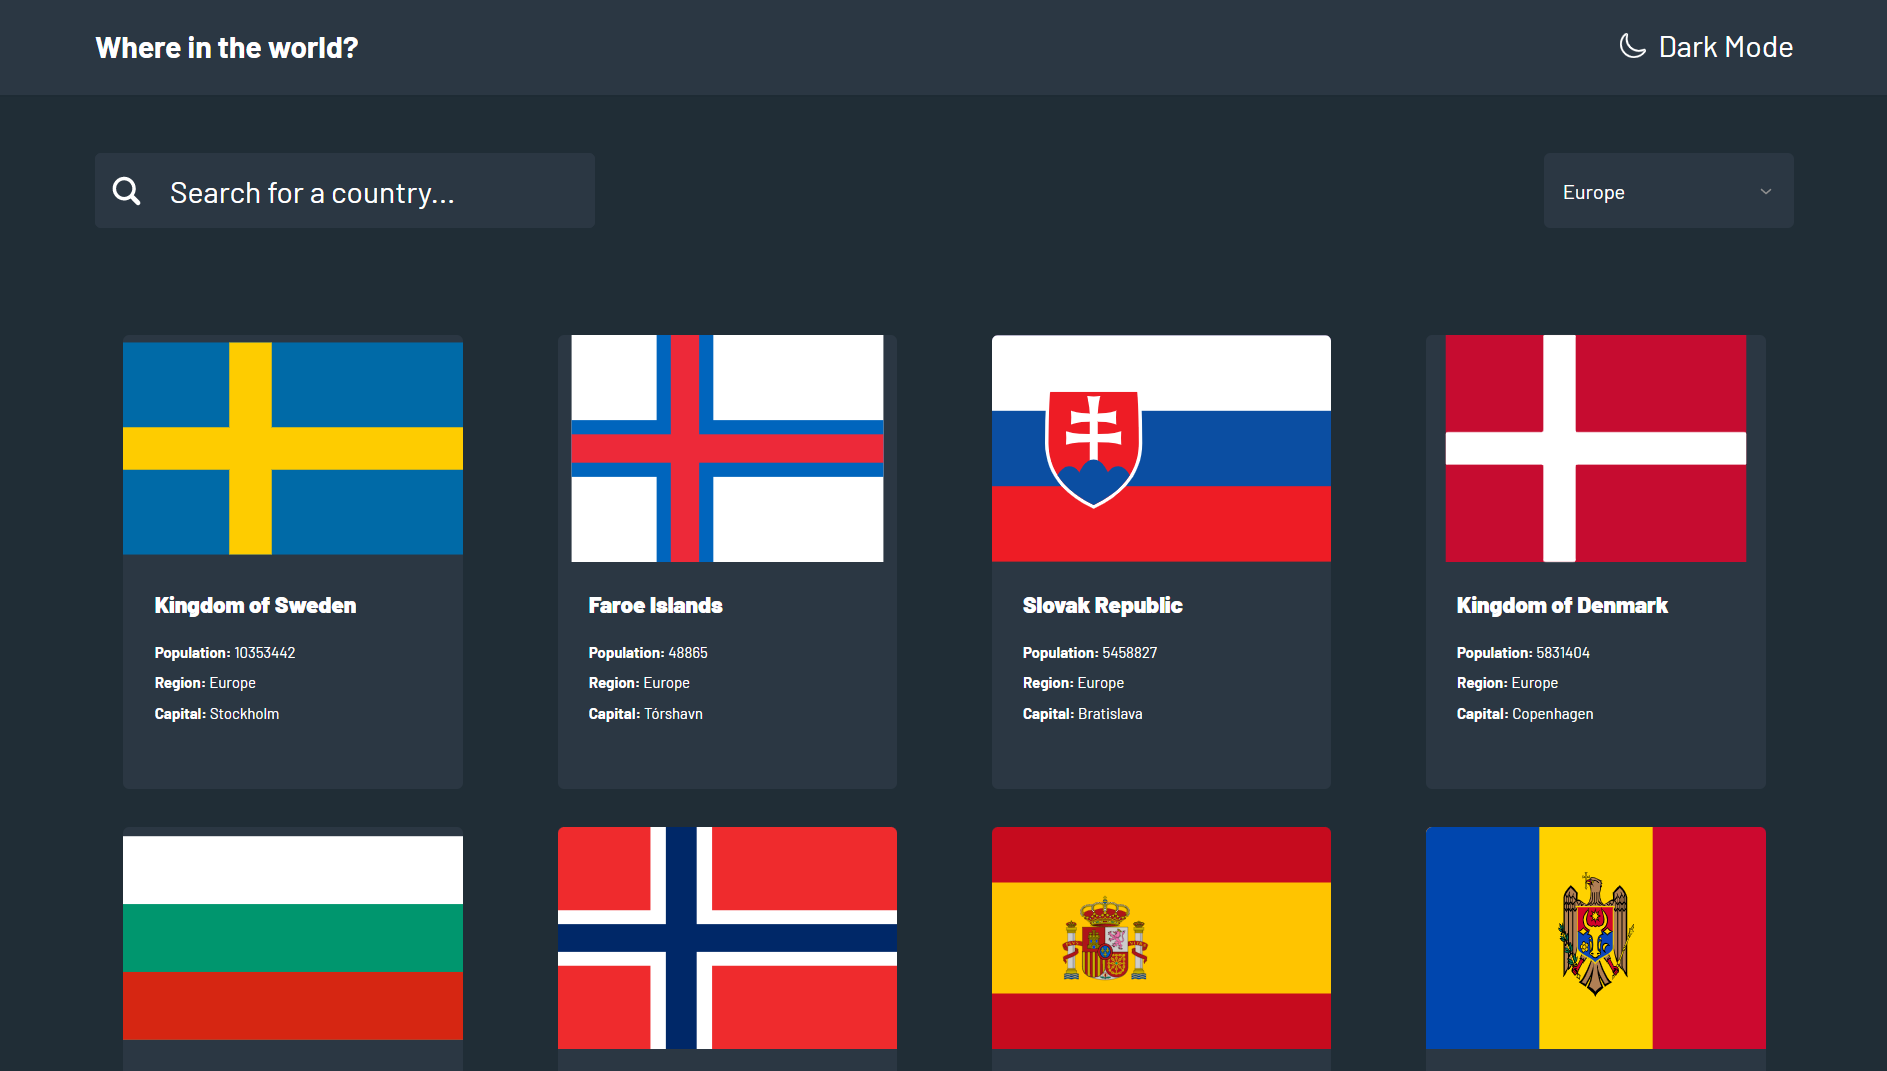 Where in the world?
Dark Mode
Search for a country...
Europe
Kingdom of Sweden
Population: 10353442
Region: Europe
Capital: Stockholm
Faroe Islands
Population: 48865
Region: Europe
Capital: Tórshavn
Slovak Republic
Population: 5458827
Region: Europe
Capital: Bratislava
Kingdom of Denmark
Population: 5831404
Region: Europe
Capital: Copenhagen